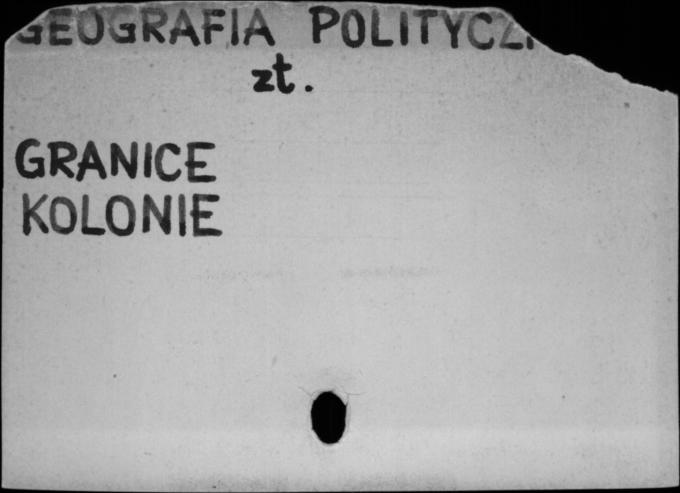 GEOGRAFIA POLITYCZ
zt.
GRANICE
KOLONIE